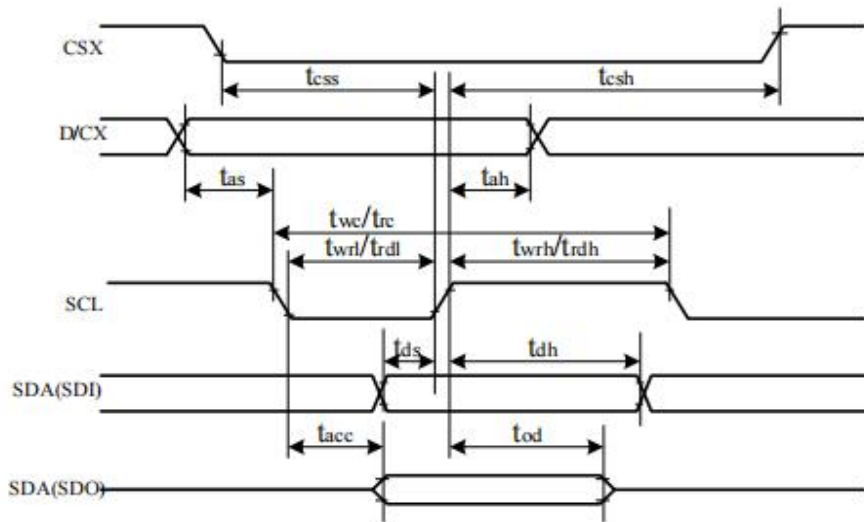 CSX
tcss
tcsh
D/CX
tas
tah
twc/trc
twrl/trdl
twrh/trdh
SCL
tds
tdh
SDA(SDI)
tacc
tod
SDA(SDO)